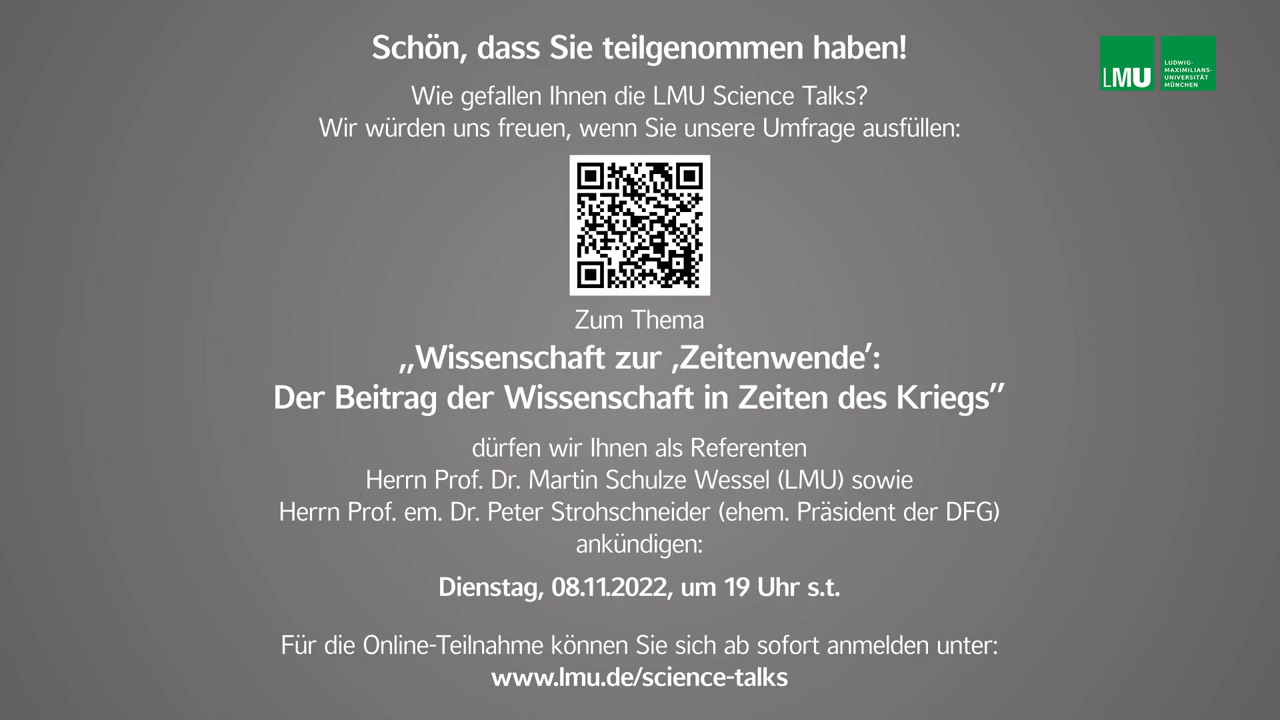 Schön, dass Sie teilgenommen haben!
LMU
LUDWIG-
MAXIMILIANS-
UNIVERSITÄT
MÜNCHEN
Wie gefallen Ihnen die LMU Science Talks?
Wir würden uns freuen, wenn Sie unsere Umfrage ausfüllen:
Zum Thema
„Wissenschaft zur ‚Zeitenwende’:
Der Beitrag der Wissenschaft in Zeiten des Kriegs”
dürfen wir Ihnen als Referenten
Herrn Prof. Dr. Martin Schulze Wessel (LMU) sowie
Herrn Prof. em. Dr. Peter Strohschneider (ehem. Präsident der DFG)
ankündigen:
Dienstag, 08.11.2022, um 19 Uhr s.t.
Für die Online-Teilnahme können Sie sich ab sofort anmelden unter:
www.lmu.de/science-talks